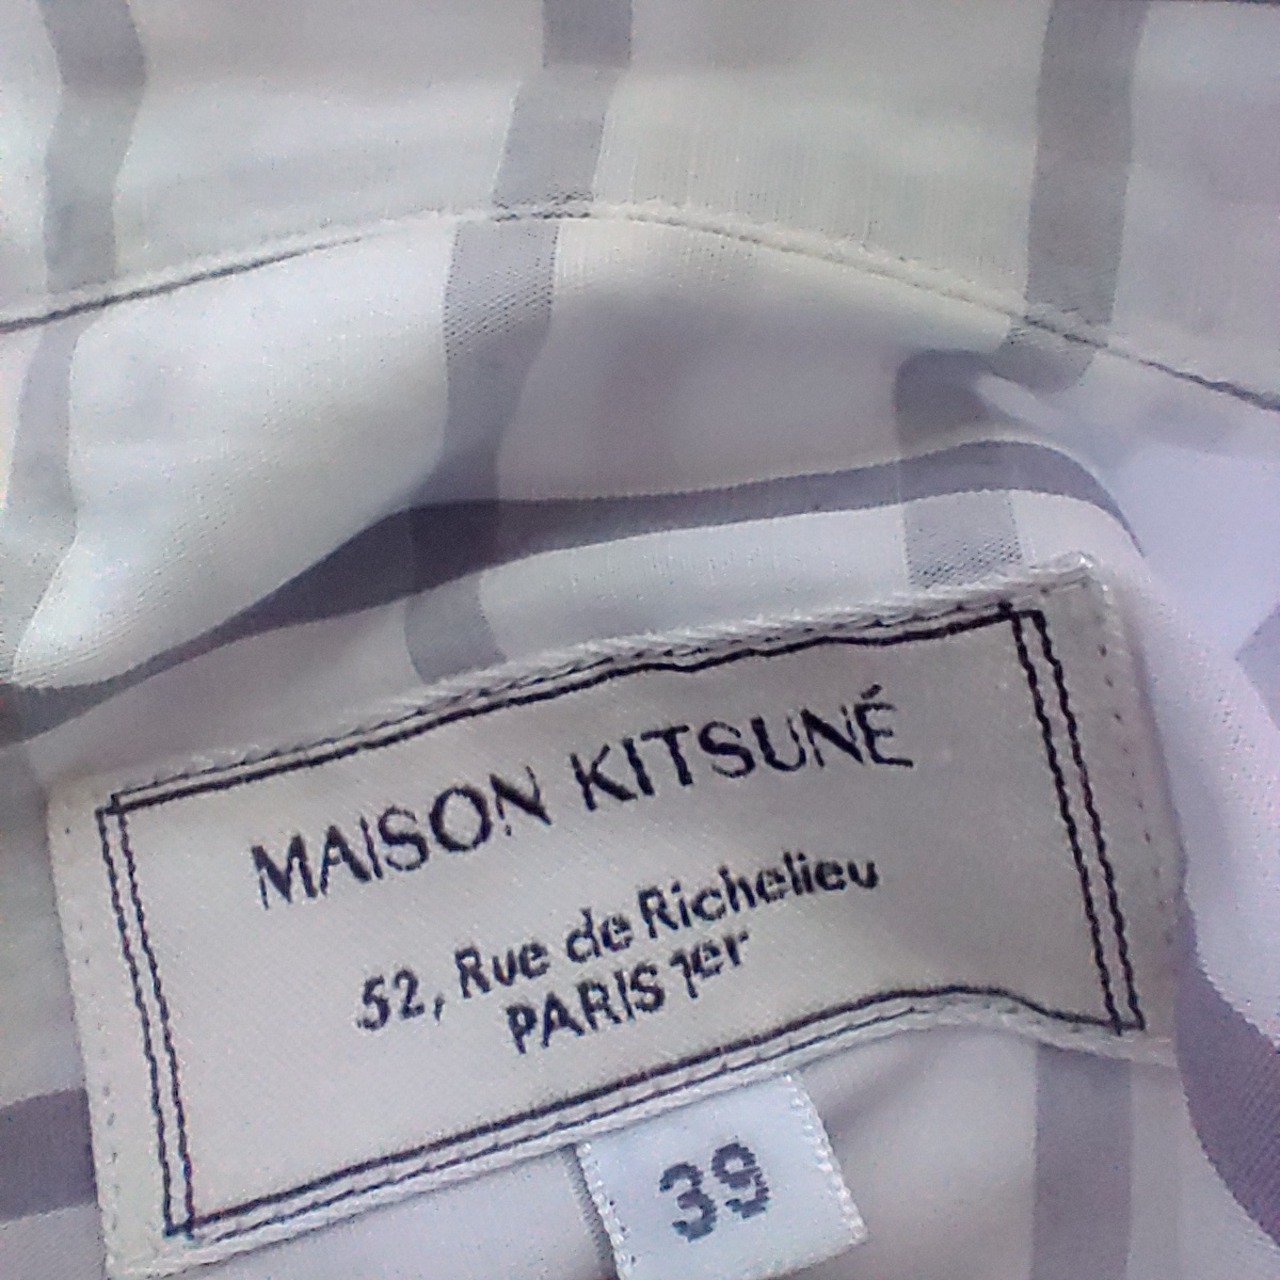 MAISON KITSUNÉ
52, Rue de Richelieu
PARIS 1er
39